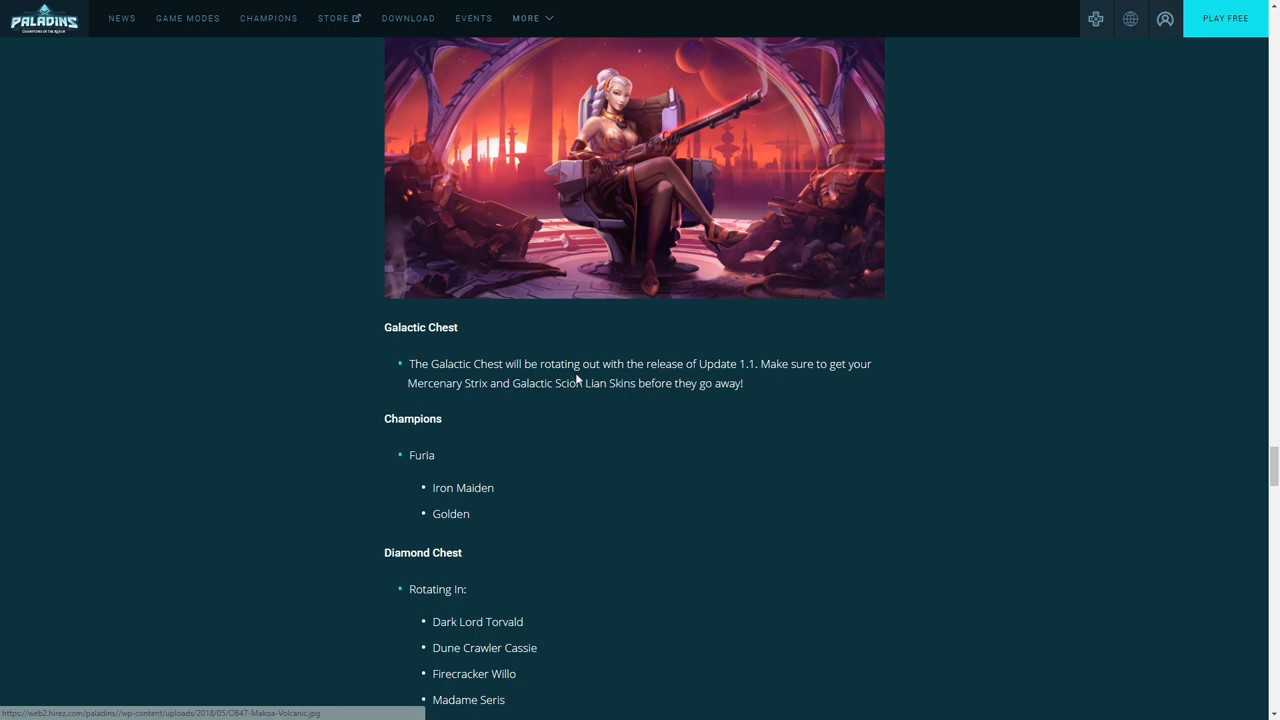 PALADINS
CHAMPIONS OF THE REALM
NEWS
GAME MODES
CHAMPIONS
STORE
DOWNLOAD
EVENTS
MORE
PLAY FREE
Galactic Chest
• The Galactic Chest will be rotating out with the release of Update 1.1. Make sure to get your
Mercenary Strix and Galactic Scion Lian Skins before they go away!
Champions
• Furia
• Iron Maiden
• Golden
Diamond Chest
• Rotating In:
• Dark Lord Torvald
• Dune Crawler Cassie
• Firecracker Willo
• Madame Seris
https://web2.hirez.com/paladins//wp-content/uploads/2018/05/OB47-Makoa-Volcanic.jpg